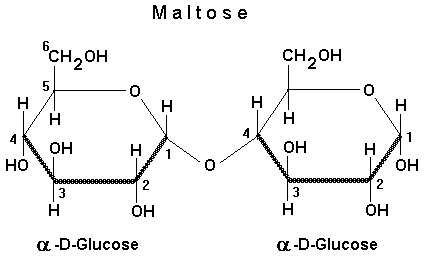 Maltose
6
CH2OH CH2OH
5 O O
H H H H H
4 OH H 1 4 OH H 1
HO O OH
3 2 3 2
H OH H OH
α-D-Glucose α-D-Glucose